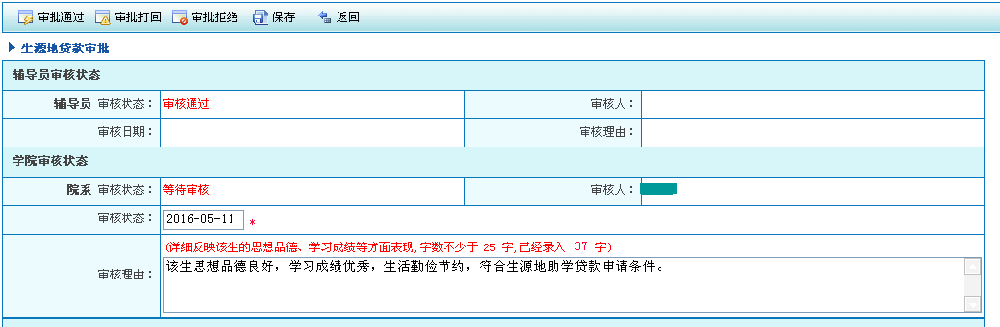 审批通过 审批打回 审批拒绝 保存 返回
生源地贷款审批
辅导员审核状态
辅导员 审核状态： 审核通过 审核人：
审核日期： 审核理由：
学院审核状态
院系 审核状态： 等待审核 审核人：
审核状态： 2016-05-11 *
(详细反映该生的思想品德、学习成绩等方面表现,字数不少于 25 字,已经录入 37 字)
审核理由： 该生思想品德良好，学习成绩优秀，生活勤俭节约，符合生源地助学贷款申请条件。